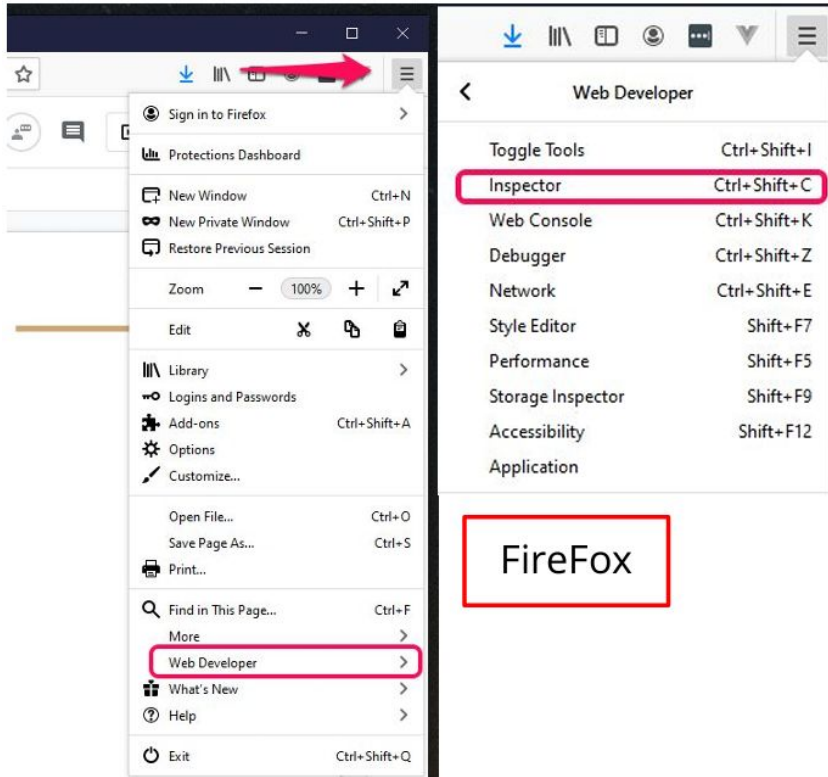 Sign in to Firefox
Protections Dashboard
New Window Ctrl+N
New Private Window Ctrl+Shift+P
Restore Previous Session
Zoom 100%
Edit
Library
Logins and Passwords
Add-ons Ctrl+Shift+A
Options
Customize...
Open File... Ctrl+O
Save Page As... Ctrl+S
Print...
Find in This Page... Ctrl+F
More
Web Developer
What's New
Help
Exit Ctrl+Shift+Q
Web Developer
Toggle Tools Ctrl+Shift+I
Inspector Ctrl+Shift+C
Web Console Ctrl+Shift+K
Debugger Ctrl+Shift+Z
Network Ctrl+Shift+E
Style Editor Shift+F7
Performance Shift+F5
Storage Inspector Shift+F9
Accessibility Shift+F12
Application
FireFox